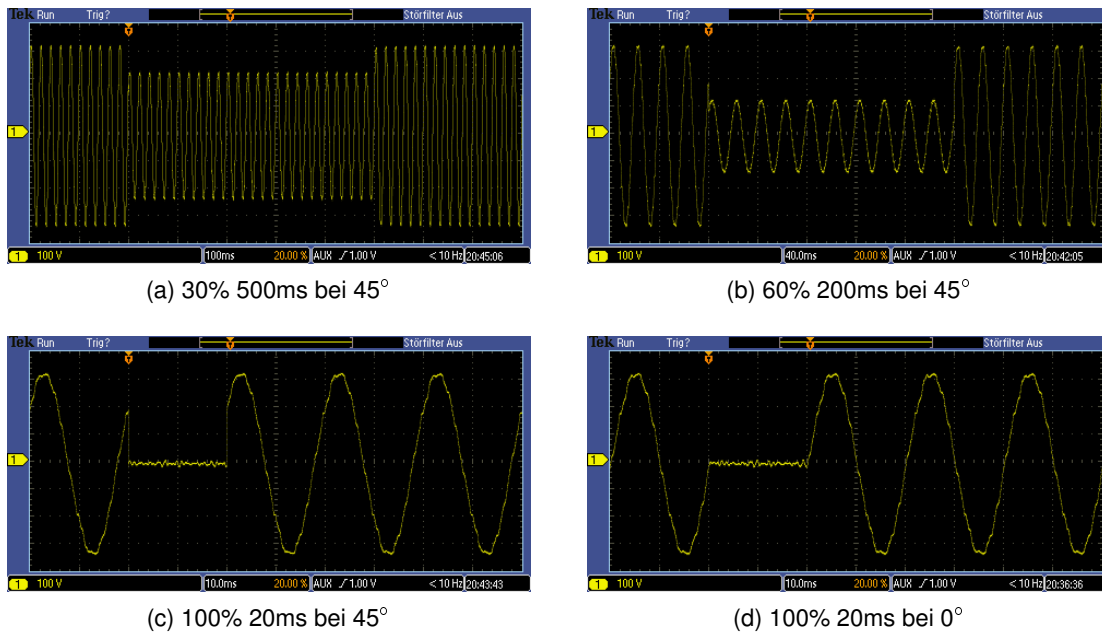 Tek Run Trig? Störfilter Aus
1
1 100 V 100ms 20.00 % AUX ∫ 1.00 V < 10 Hz 20:45:06
(a) 30% 500ms bei 45°
Tek Run Trig? Störfilter Aus
1
1 100 V 40.0ms 20.00 % AUX ∫ 1.00 V < 10 Hz 20:42:05
(b) 60% 200ms bei 45°
Tek Run Trig? Störfilter Aus
1
1 100 V 10.0ms 20.00 % AUX ∫ 1.00 V < 10 Hz 20:43:43
(c) 100% 20ms bei 45°
Tek Run Trig? Störfilter Aus
1
1 100 V 10.0ms 20.00 % AUX ∫ 1.00 V < 10 Hz 20:36:36
(d) 100% 20ms bei 0°